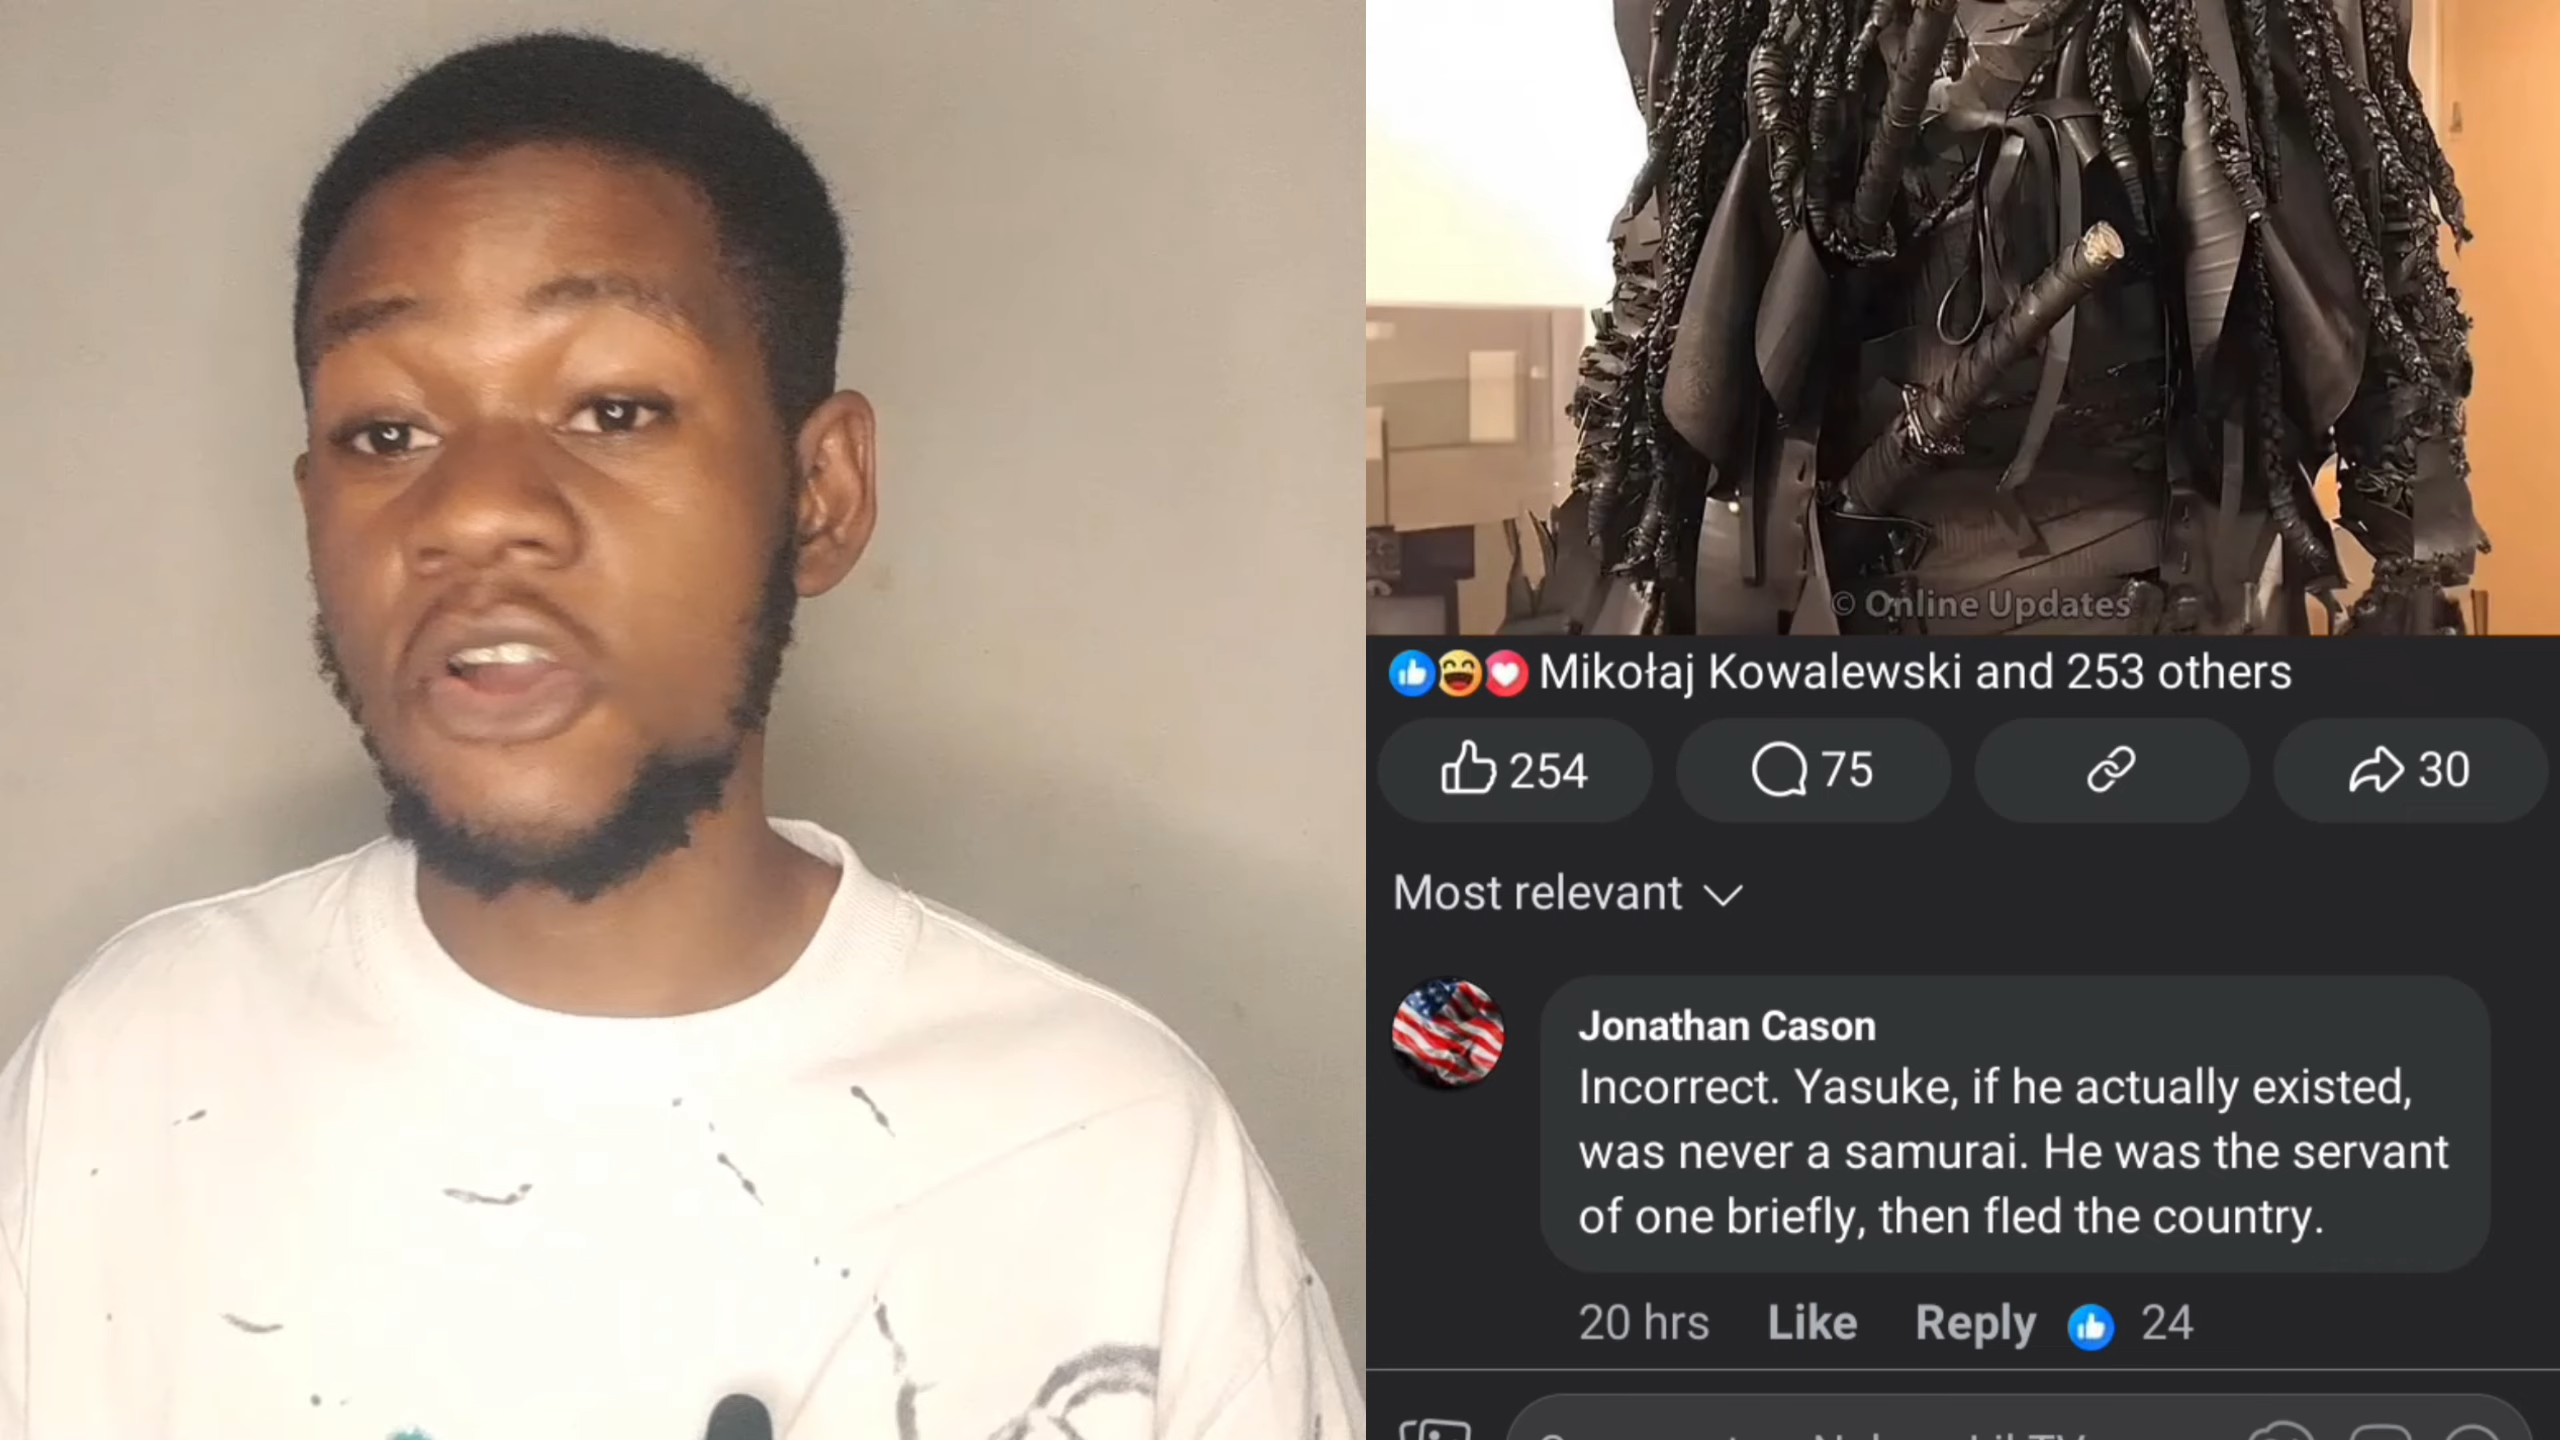 © Online Updates
Mikołaj Kowalewski and 253 others
254
75
30
Most relevant
Jonathan Cason
Incorrect. Yasuke, if he actually existed,
was never a samurai. He was the servant
of one briefly, then fled the country.
20 hrs Like Reply 24